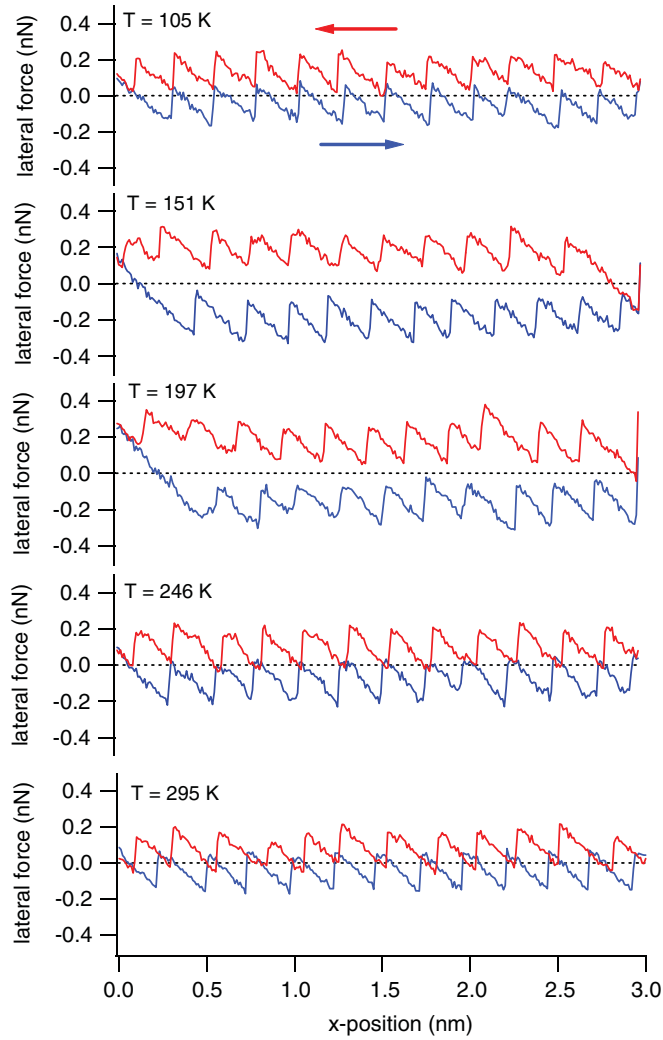 lateral force (nN)
0.4
0.2
0.0
-0.2
-0.4
T = 105 K
lateral force (nN)
0.4
0.2
0.0
-0.2
-0.4
T = 151 K
lateral force (nN)
0.4
0.2
0.0
-0.2
-0.4
T = 197 K
lateral force (nN)
0.4
0.2
0.0
-0.2
-0.4
T = 246 K
lateral force (nN)
0.4
0.2
0.0
-0.2
-0.4
T = 295 K
0.0 0.5 1.0 1.5 2.0 2.5 3.0
x-position (nm)